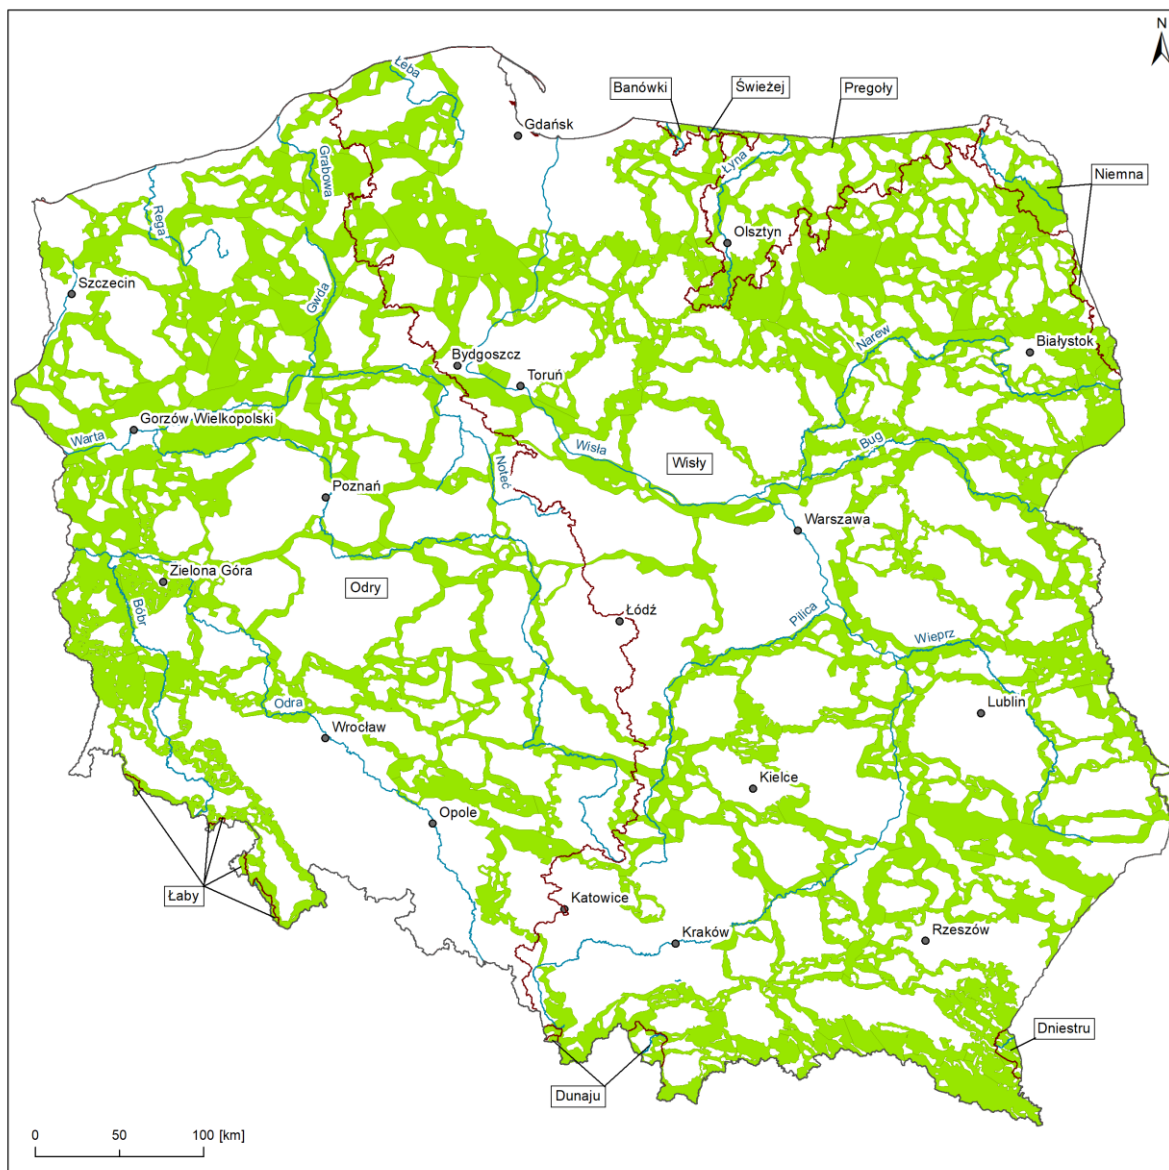 N
Łeba
Banówki
Świeżej
Pregoły
Gdańsk
Grabowa
Łyna
Niemna
Rega
Olsztyn
Szczecin
Gwda
Narew
Białystok
Bydgoszcz
Toruń
Gorzów Wielkopolski
Warta
Wisła
Bug
Wisły
Noteć
Poznań
Warszawa
Zielona Góra
Odry
Bóbr
Łódź
Pilica
Wieprz
Odra
Lublin
Wrocław
Kielce
Opole
Łaby
Katowice
Kraków
Rzeszów
Dniestru
Dunaju
0 50 100 [km]